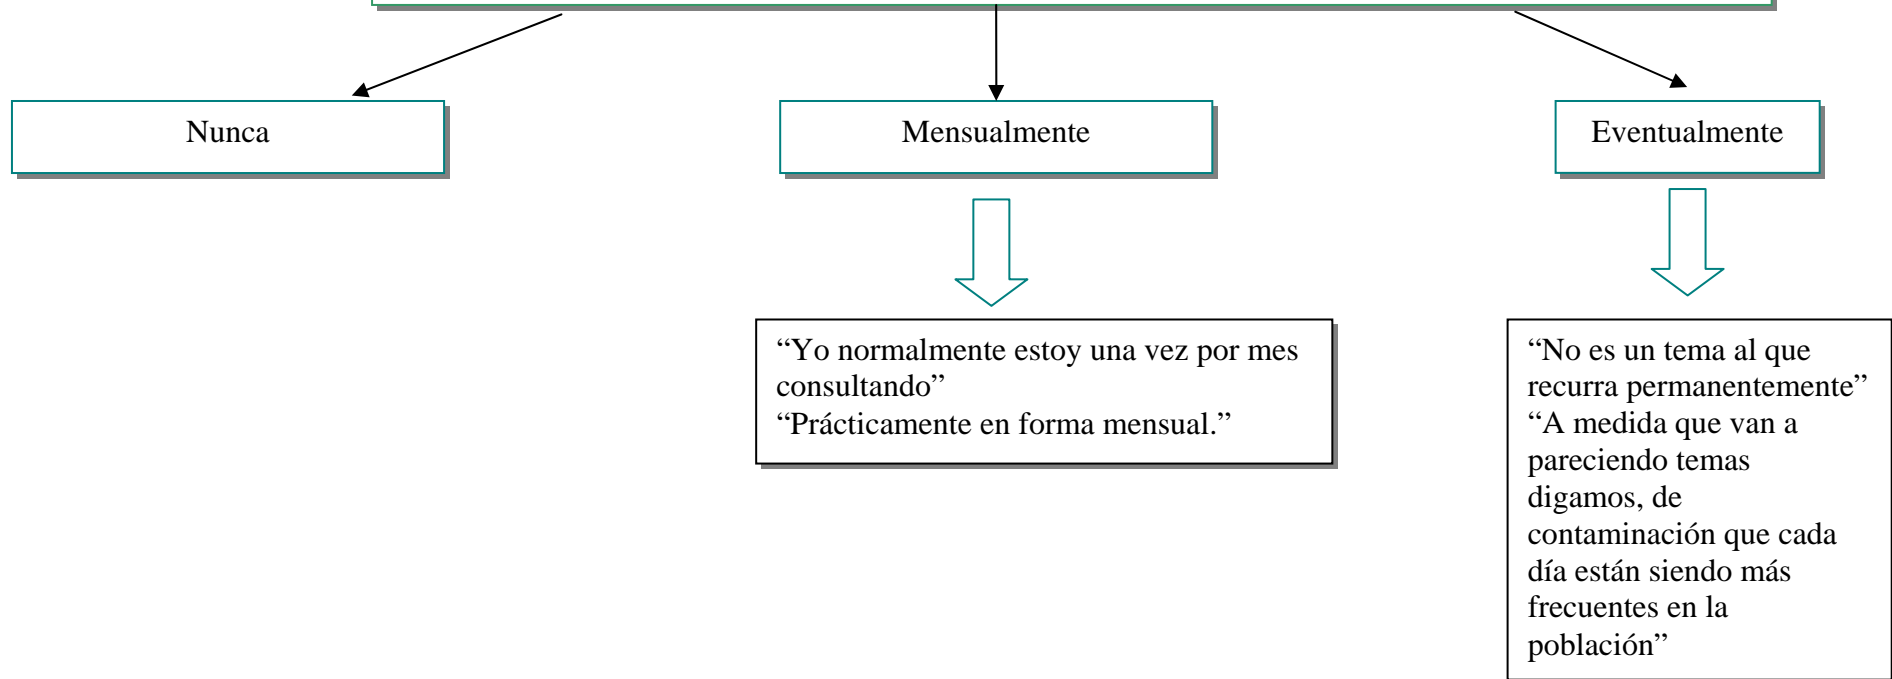 Nunca
Mensualmente
Eventualmente
“Yo normalmente estoy una vez por mes
consultando”
“Prácticamente en forma mensual.”
“No es un tema al que
recurra permanentemente”
“A medida que van a
pareciendo temas
digamos, de
contaminación que cada
día están siendo más
frecuentes en la
población”